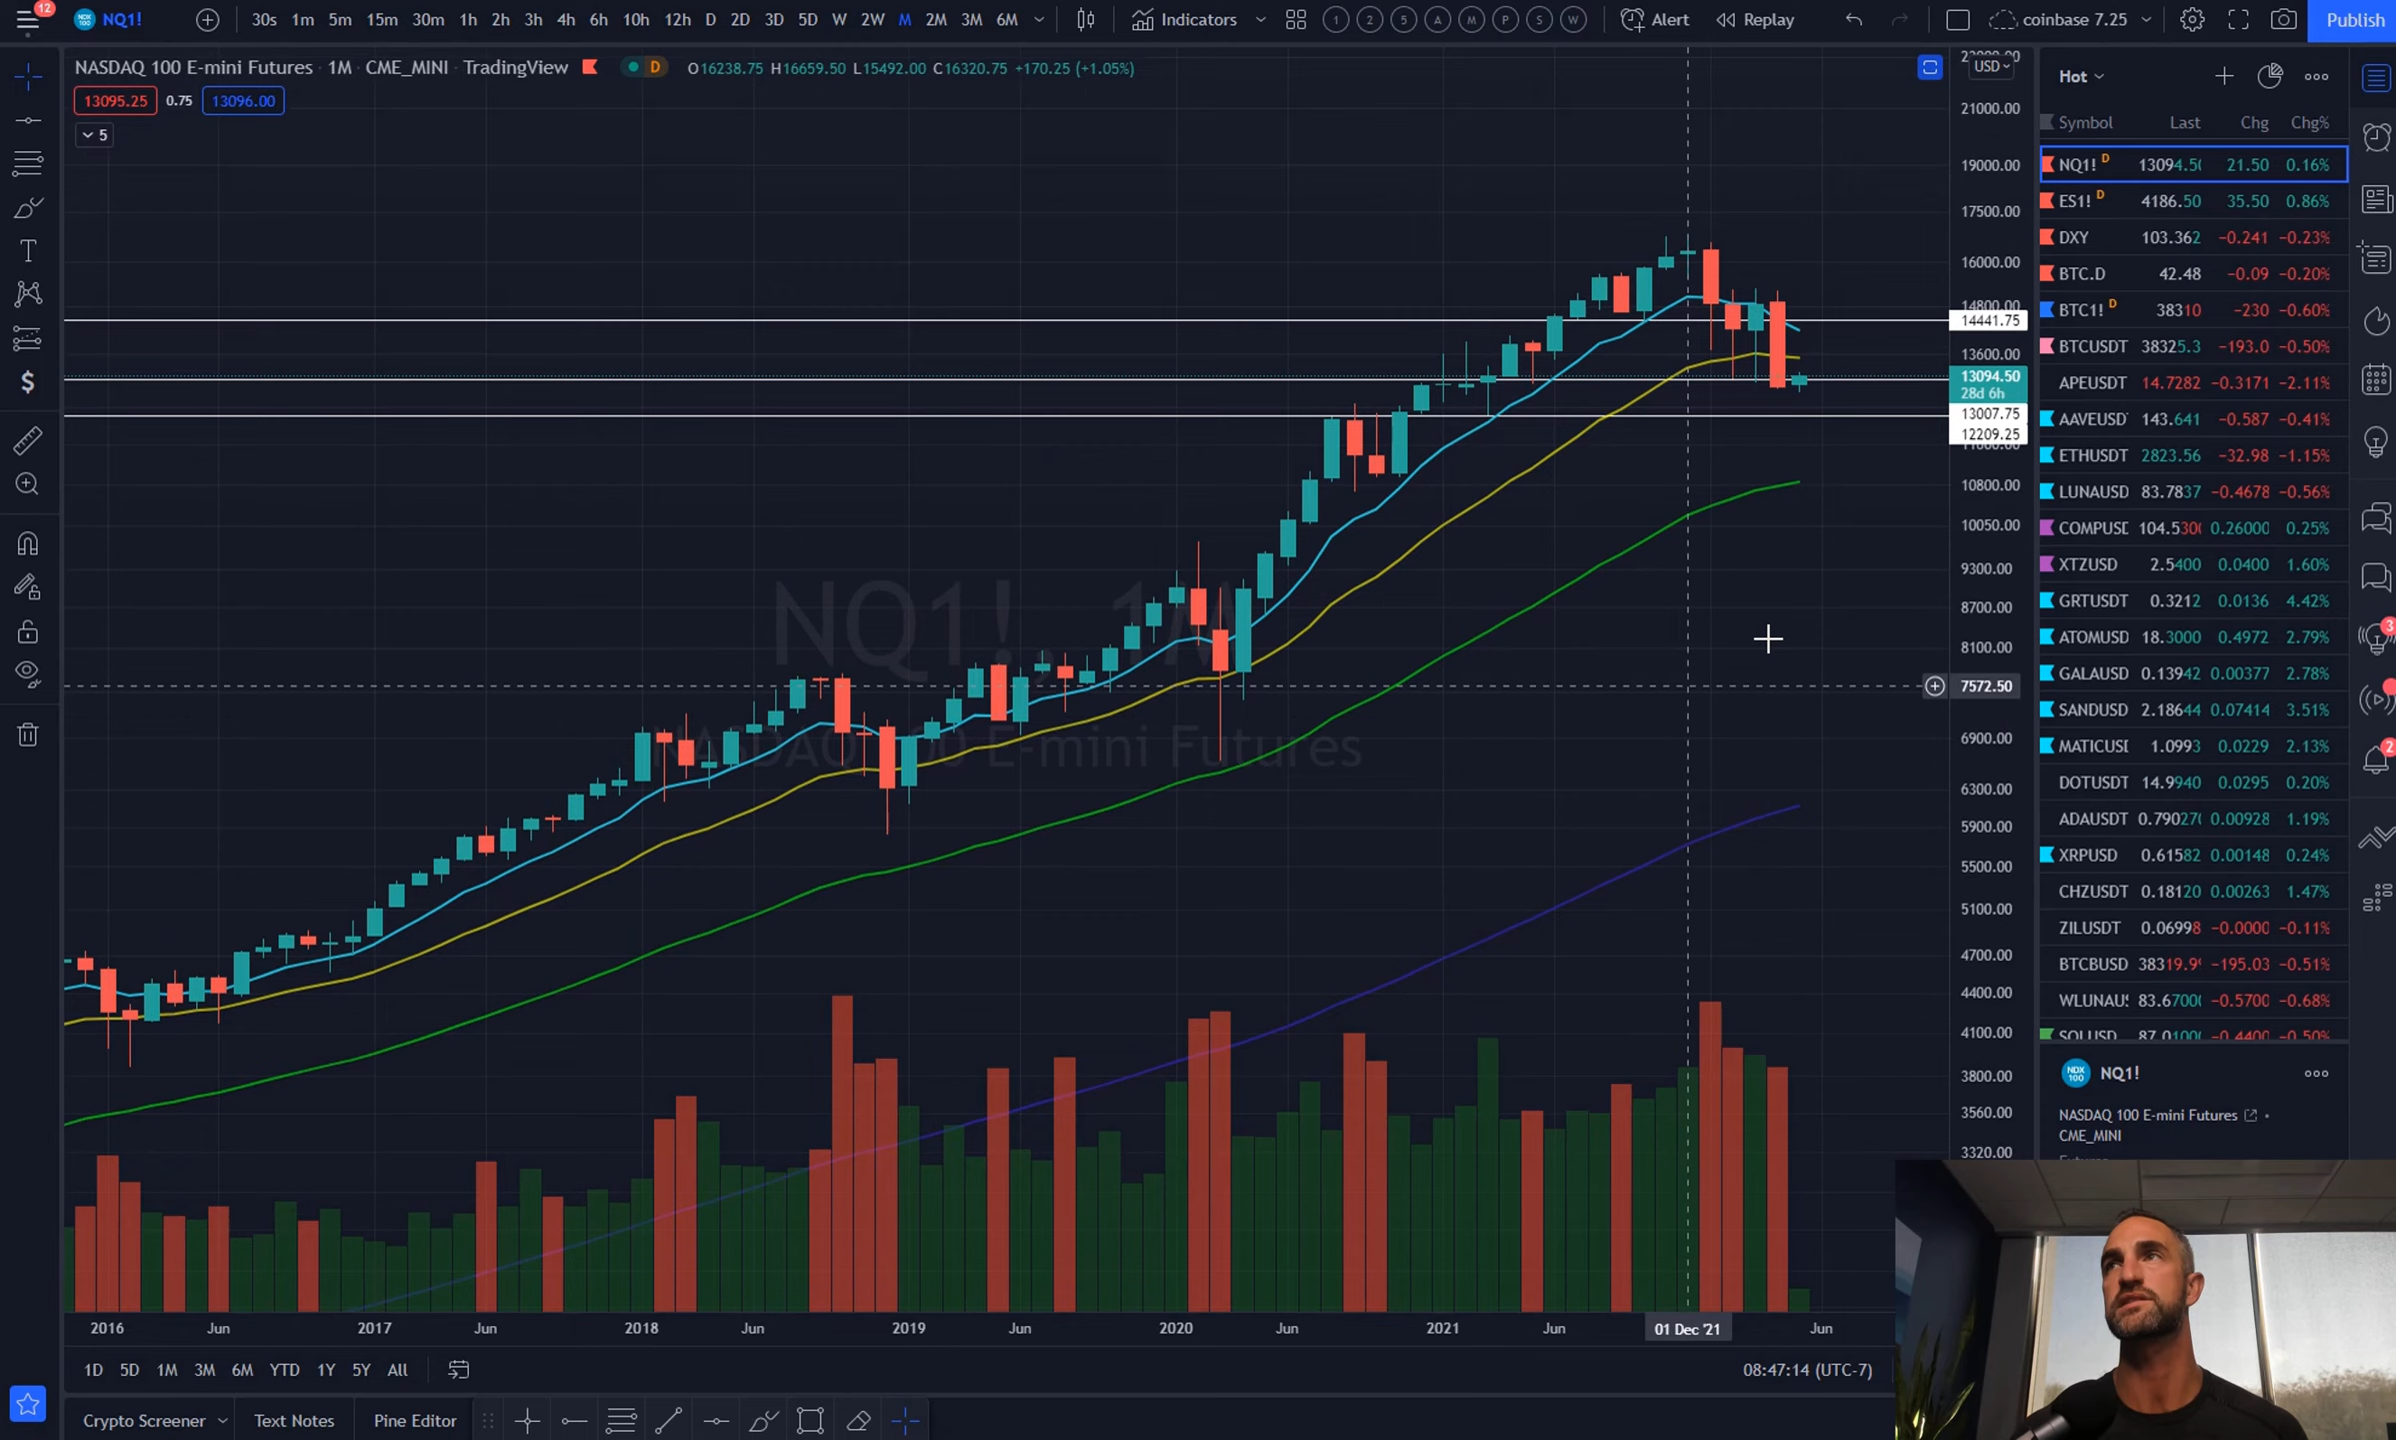 12
NQ1!
30s 1m 5m 15m 30m 1h 2h 3h 4h 6h 10h 12h D 2D 3D 5D W 2W M 2M 3M 6M
Indicators
1 2 5 A M P S W
Alert
Replay
coinbase 7.25
Publish
NASDAQ 100 E-mini Futures · 1M · CME_MINI · TradingView
D
O16238.75 H16659.50 L15492.00 C16320.75 +170.25 (+1.05%)
13095.25 0.75 13096.00
5
USD
21000.00
19000.00
17500.00
16000.00
14800.00
14441.75
13600.00
13094.50
28d 6h
13007.75
12209.25
10800.00
10050.00
9300.00
8700.00
8100.00
7572.50
6900.00
6300.00
5900.00
5500.00
5100.00
4700.00
4400.00
4100.00
3800.00
3560.00
3320.00
NQ1!, 1M
NASDAQ 100 E-mini Futures
2016 Jun 2017 Jun 2018 Jun 2019 Jun 2020 Jun 2021 Jun 01 Dec '21 Jun
1D 5D 1M 3M 6M YTD 1Y 5Y All
08:47:14 (UTC-7)
Crypto Screener Text Notes Pine Editor
Hot
Symbol Last Chg Chg%
NQ1! D 13094.50 21.50 0.16%
ES1! D 4186.50 35.50 0.86%
DXY 103.362 −0.241 −0.23%
BTC.D 42.48 −0.09 −0.20%
BTC1! D 38310 −230 −0.60%
BTCUSDT 38325.3 −193.0 −0.50%
APEUSDT 14.7282 −0.3171 −2.11%
AAVEUSD 143.641 −0.587 −0.41%
ETHUSDT 2823.56 −32.98 −1.15%
LUNAUSD 83.7837 −0.4678 −0.56%
COMPUSD 104.530 0.26000 0.25%
XTZUSD 2.5400 0.0400 1.60%
GRTUSDT 0.3212 0.0136 4.42%
ATOMUSD 18.3000 0.4972 2.79%
GALAUSD 0.13942 0.00377 2.78%
SANDUSD 2.18644 0.07414 3.51%
MATICUSD 1.0993 0.0229 2.13%
DOTUSDT 14.9940 0.0295 0.20%
ADAUSDT 0.79027 0.00928 1.19%
XRPUSD 0.61582 0.00148 0.24%
CHZUSDT 0.18120 0.00263 1.47%
ZILUSDT 0.06998 −0.0000 −0.11%
BTCBUSD 38319.9 −195.03 −0.51%
WLUNAU 83.6700 −0.5700 −0.68%
SOLUSD 87.0100 −0.4400 −0.50%
NDX
100
NQ1!
NASDAQ 100 E-mini Futures
CME_MINI
3
2